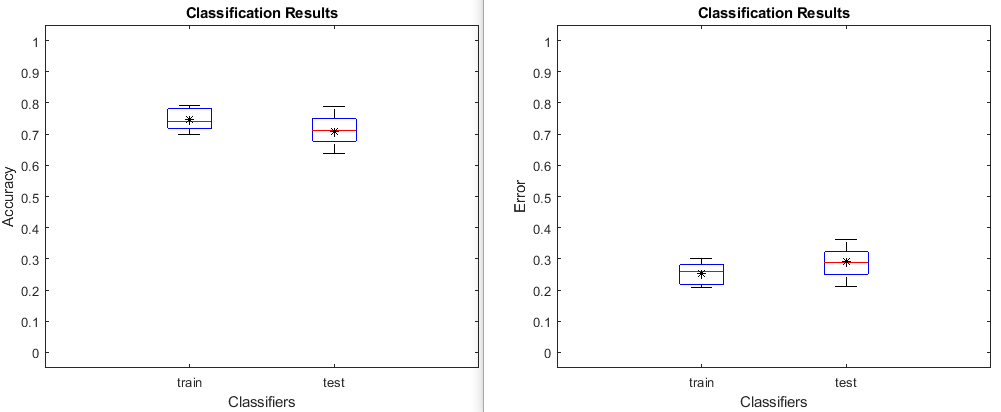 Classification Results
Accuracy
1
0.9
0.8
0.7
0.6
0.5
0.4
0.3
0.2
0.1
0
train
test
Classifiers
Classification Results
Error
1
0.9
0.8
0.7
0.6
0.5
0.4
0.3
0.2
0.1
0
train
test
Classifiers